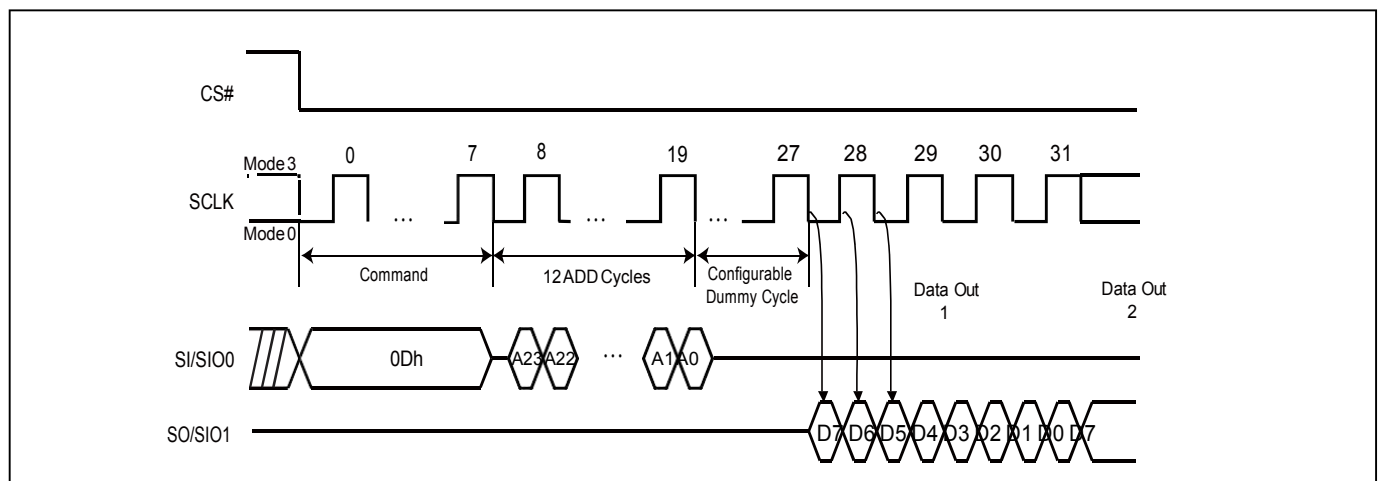 CS#
Mode 3
0 7 8 19 27 28 29 30 31
SCLK
... ... ...
Mode 0
Command
12 ADD Cycles
Configurable
Dummy Cycle
Data Out
1
Data Out
2
SI/SIO0
0Dh
A23 A22 ... A1 A0
SO/SIO1
D7 D6 D5 D4 D3 D2 D1 D0 D7